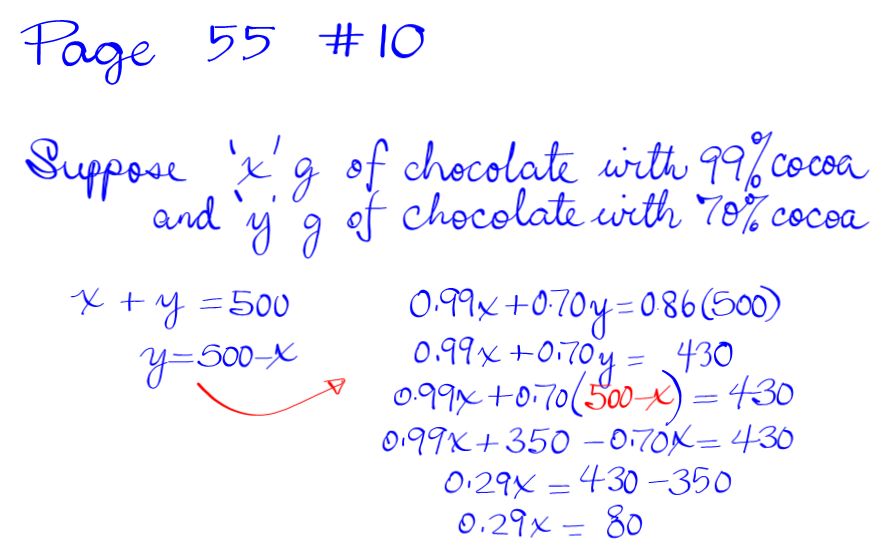 Page 55 #10
Suppose 'x' g of chocolate with 99% cocoa
and 'y' g of chocolate with 70% cocoa
x + y = 500
y = 500-x
0.99x + 0.70y = 0.86(500)
0.99x + 0.70y = 430
0.99x + 0.70(500-x) = 430
0.99x + 350 - 0.70x = 430
0.29x = 430 - 350
0.29x = 80